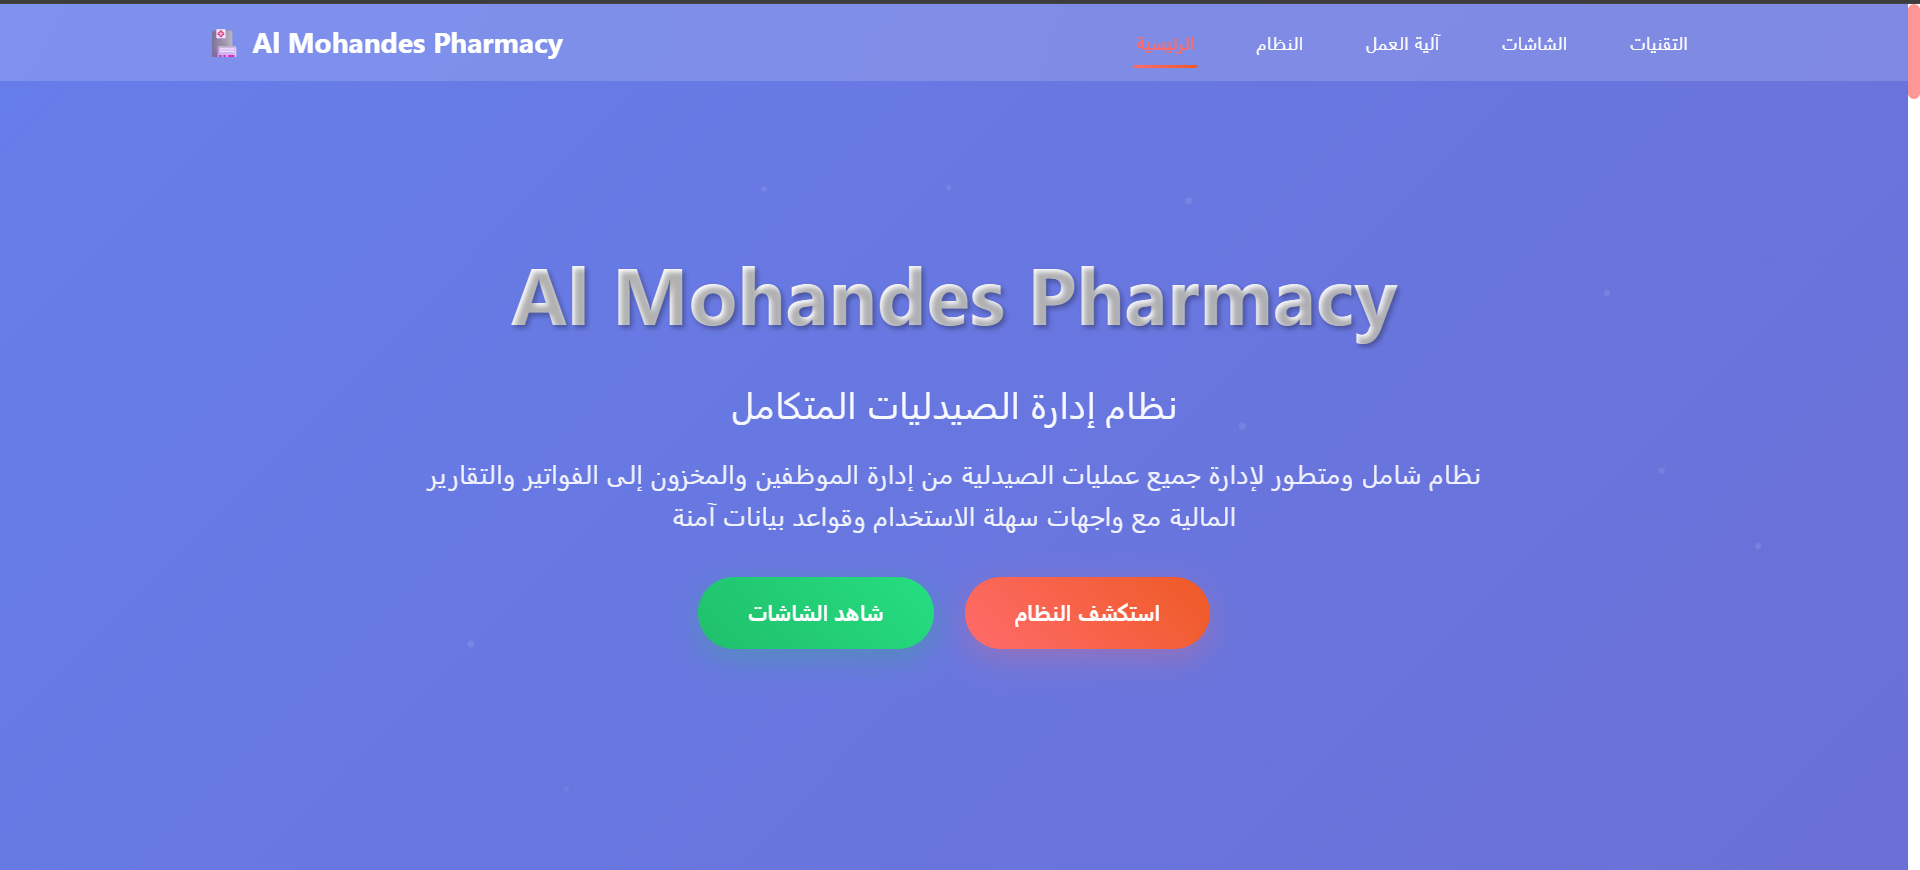 Al Mohandes Pharmacy
الرئيسية
النظام
آلية العمل
الشاشات
التقنيات
Al Mohandes Pharmacy
نظام إدارة الصيدليات المتكامل
نظام شامل ومتطور لإدارة جميع عمليات الصيدلية من إدارة الموظفين والمخزون إلى الفواتير والتقارير
المالية مع واجهات سهلة الاستخدام وقواعد بيانات آمنة
استكشف النظام
شاهد الشاشات